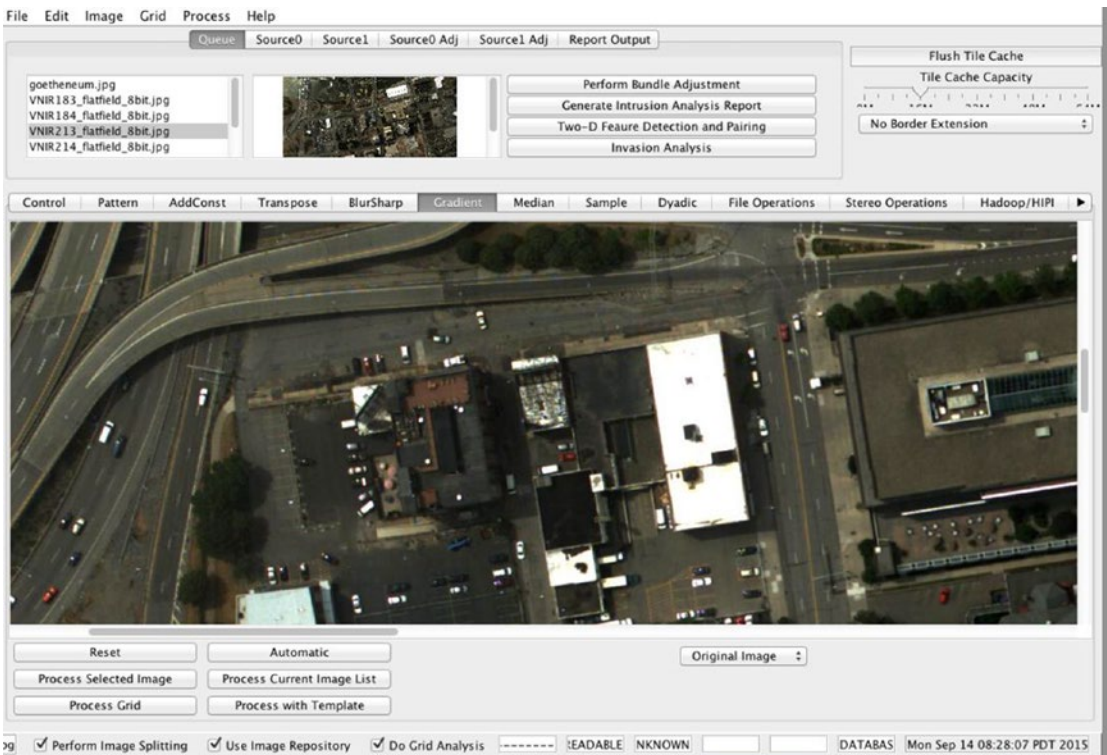 File Edit Image Grid Process Help
Queue Source0 Source1 Source0 Adj Source1 Adj Report Output
Flush Tile Cache
Tile Cache Capacity
goetheneum.jpg
VNIR183_flatfield_8bit.jpg
VNIR184_flatfield_8bit.jpg
VNIR213_flatfield_8bit.jpg
VNIR214_flatfield_8bit.jpg
Perform Bundle Adjustment
Generate Intrusion Analysis Report
Two-D Feaure Detection and Pairing
Invasion Analysis
No Border Extension
Control Pattern AddConst Transpose BlurSharp Gradient Median Sample Dyadic File Operations Stereo Operations Hadoop/HIPI
Reset Automatic
Original Image
Process Selected Image Process Current Image List
Process Grid Process with Template
Perform Image Splitting Use Image Repository Do Grid Analysis -------- EADABLE NKNOWN DATABAS Mon Sep 14 08:28:07 PDT 2015